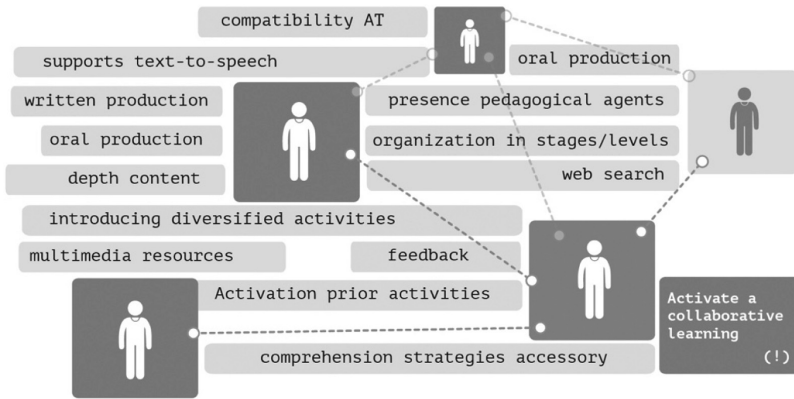 compatibility AT
supports text-to-speech
oral production
written production
presence pedagogical agents
oral production
organization in stages/levels
depth content
web search
introducing diversified activities
multimedia resources
feedback
Activation prior activities
Activate a
collaborative
learning
(!)
comprehension strategies accessory